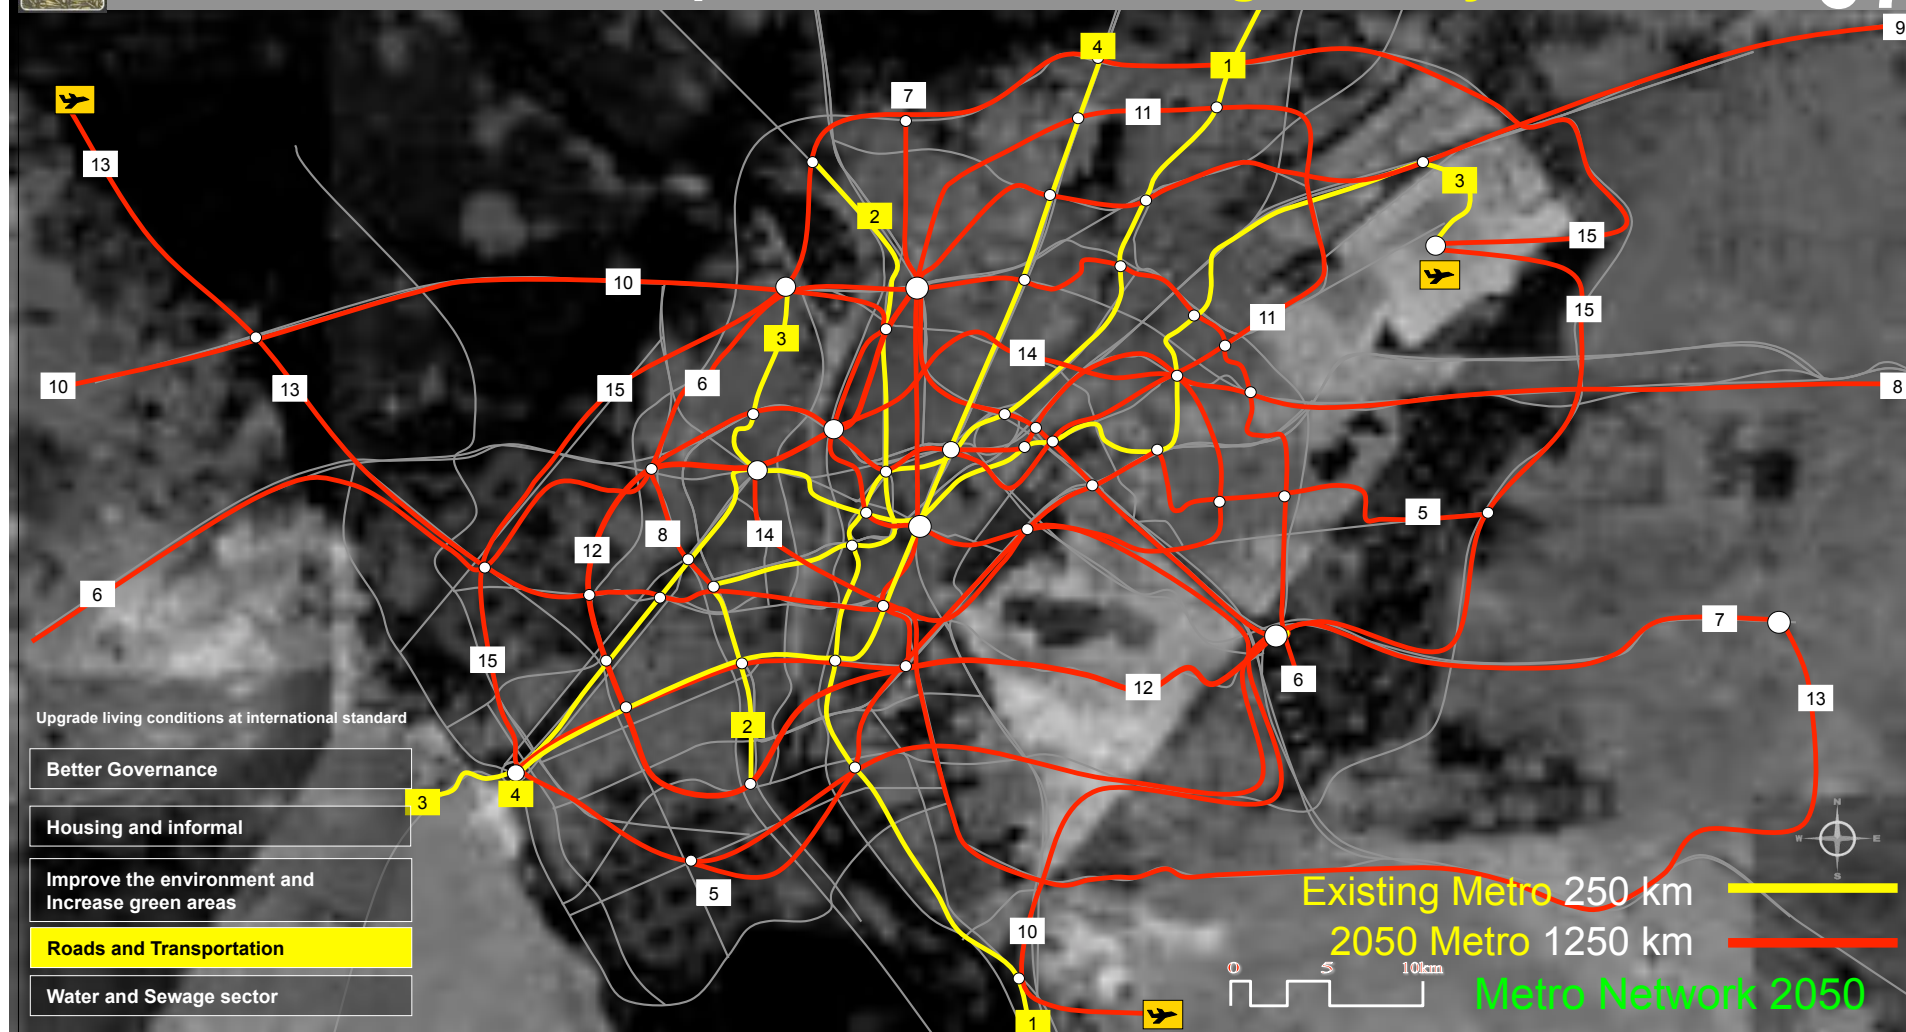 4
1
9
7
11
13
3
2
15
10
10
3
11
15
14
10
13
15
6
8
5
12
8
14
6
7
15
12
6
13
Upgrade living conditions at international standard
2
Better Governance
3
4
Housing and informal
Improve the environment and
Increase green areas
5
N
W E
S
Existing Metro 250 km
Roads and Transportation
10
2050 Metro 1250 km
0 5 10km
Water and Sewage sector
Metro Network 2050
1